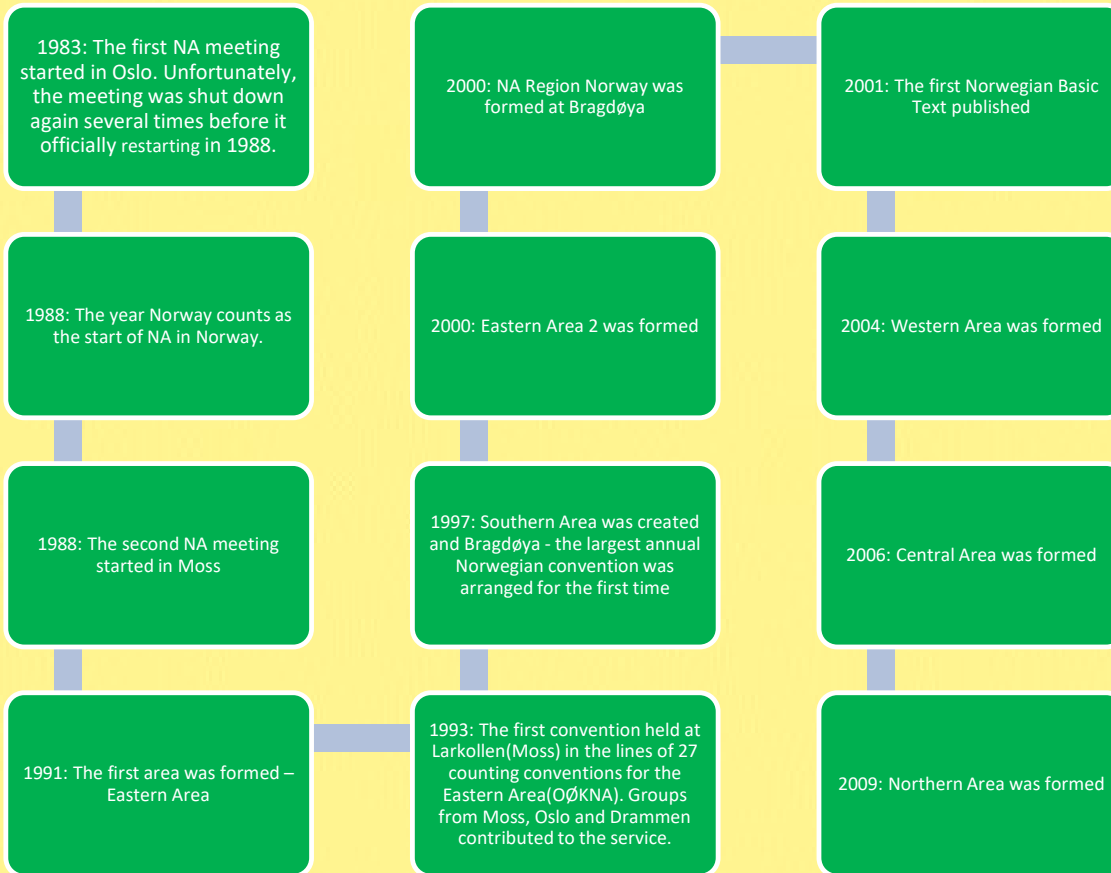 1983: The first NA meeting
started in Oslo. Unfortunately,
the meeting was shut down
again several times before it
officially restarting in 1988.
1988: The year Norway counts as
the start of NA in Norway.
1988: The second NA meeting
started in Moss
1991: The first area was formed –
Eastern Area
1993: The first convention held at
Larkollen(Moss) in the lines of 27
counting conventions for the
Eastern Area(OØKNA). Groups
from Moss, Oslo and Drammen
contributed to the service.
1997: Southern Area was created
and Bragdøya - the largest annual
Norwegian convention was
arranged for the first time
2000: Eastern Area 2 was formed
2000: NA Region Norway was
formed at Bragdøya
2001: The first Norwegian Basic
Text published
2004: Western Area was formed
2006: Central Area was formed
2009: Northern Area was formed